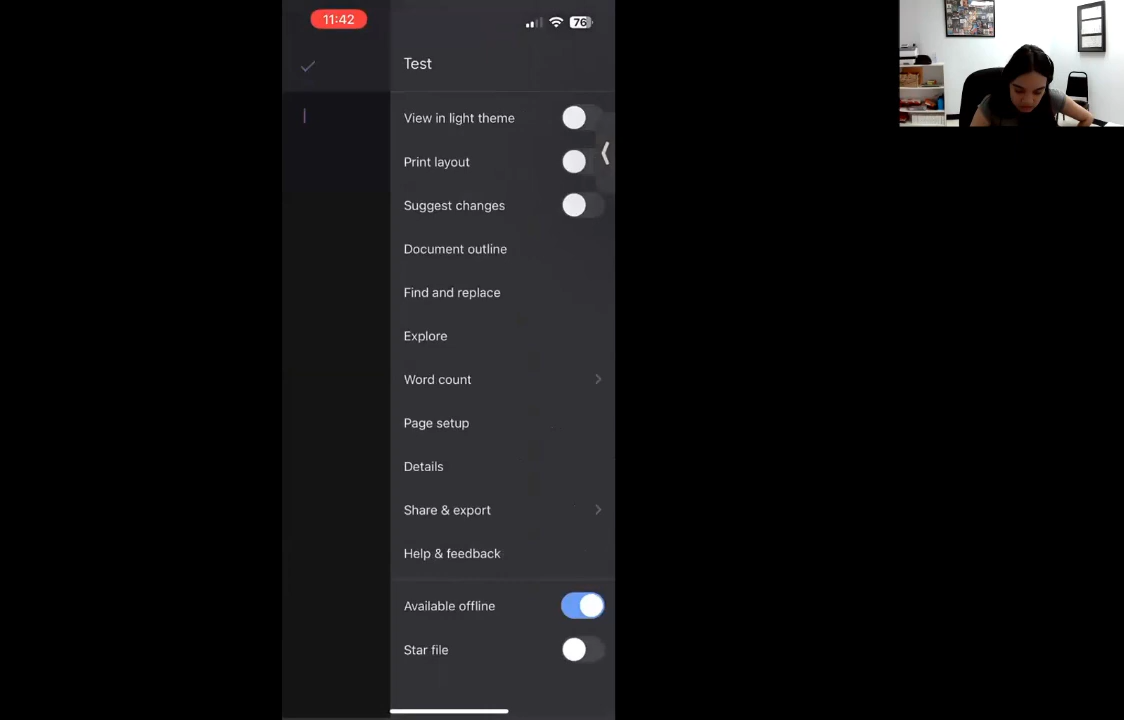 11:42
76
Test
View in light theme
Print layout
Suggest changes
Document outline
Find and replace
Explore
Word count
Page setup
Details
Share & export
Help & feedback
Available offline
Star file